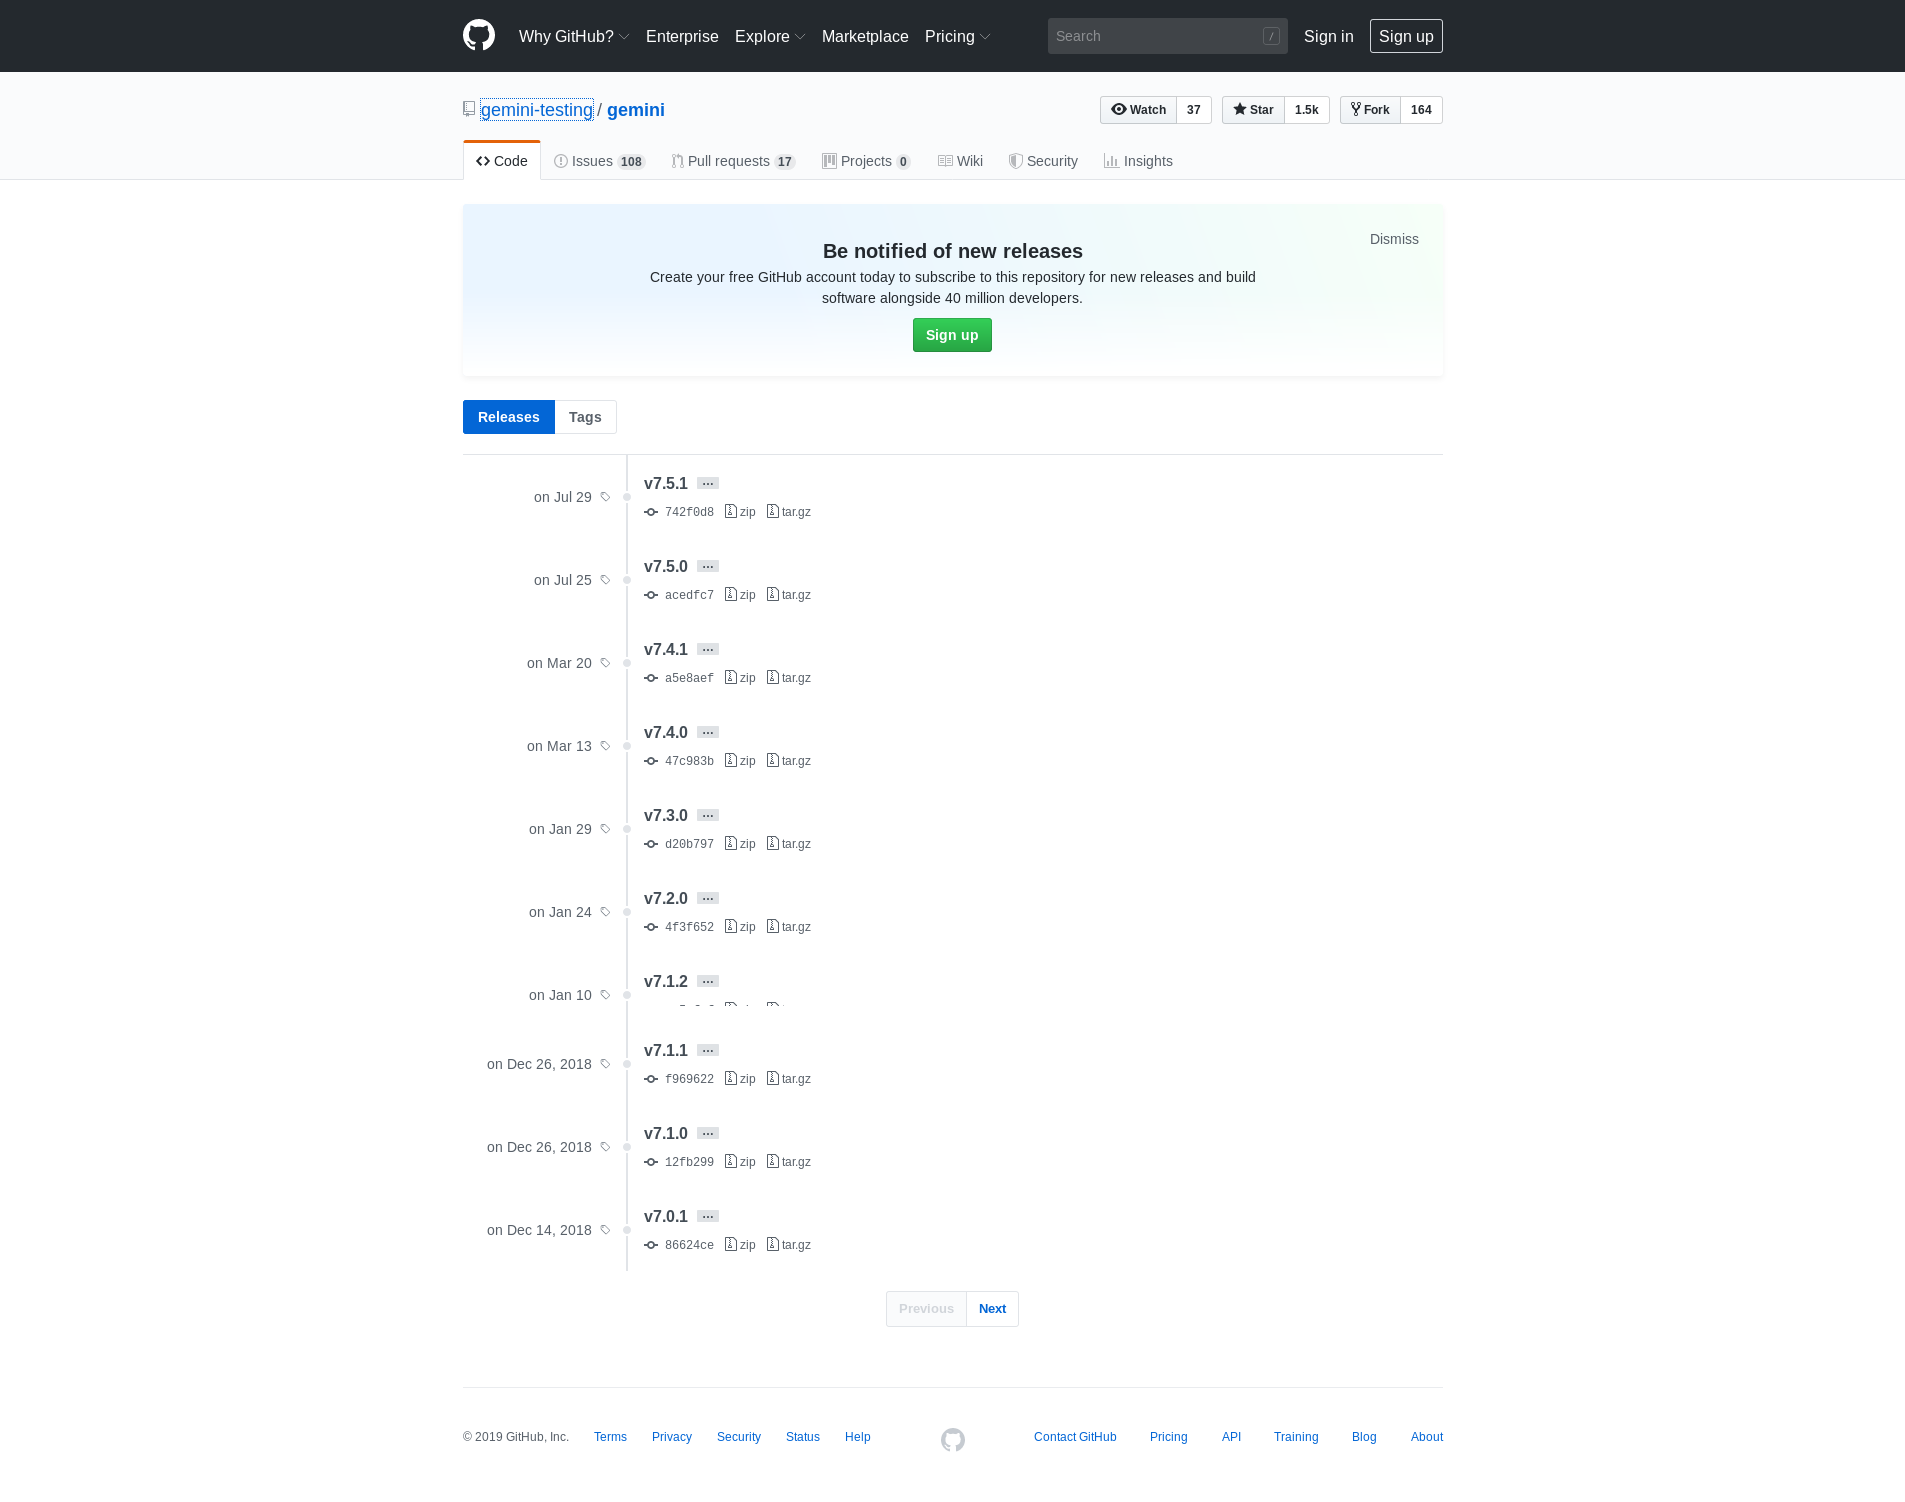 Why GitHub? Enterprise Explore Marketplace Pricing Search / Sign in Sign up
gemini-testing / gemini Watch 37 Star 1.5k Fork 164
Code Issues 108 Pull requests 17 Projects 0 Wiki Security Insights
Dismiss
Be notified of new releases
Create your free GitHub account today to subscribe to this repository for new releases and build
software alongside 40 million developers.
Sign up
Releases Tags
v7.5.1 …
on Jul 29
742f0d8 zip tar.gz
v7.5.0 …
on Jul 25
acedfc7 zip tar.gz
v7.4.1 …
on Mar 20
a5e8aef zip tar.gz
v7.4.0 …
on Mar 13
47c983b zip tar.gz
v7.3.0 …
on Jan 29
d20b797 zip tar.gz
v7.2.0 …
on Jan 24
4f3f652 zip tar.gz
v7.1.2 …
on Jan 10
v7.1.1 …
on Dec 26, 2018
f969622 zip tar.gz
v7.1.0 …
on Dec 26, 2018
12fb299 zip tar.gz
v7.0.1 …
on Dec 14, 2018
86624ce zip tar.gz
Previous Next
© 2019 GitHub, Inc. Terms Privacy Security Status Help Contact GitHub Pricing API Training Blog About